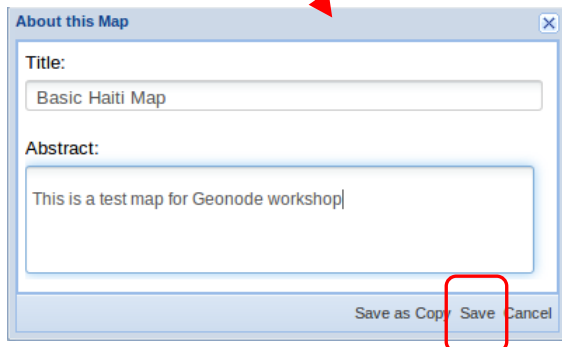 About this Map
Title:
Basic Haiti Map
Abstract:
This is a test map for Geonode workshop
Save as Copy Save Cancel